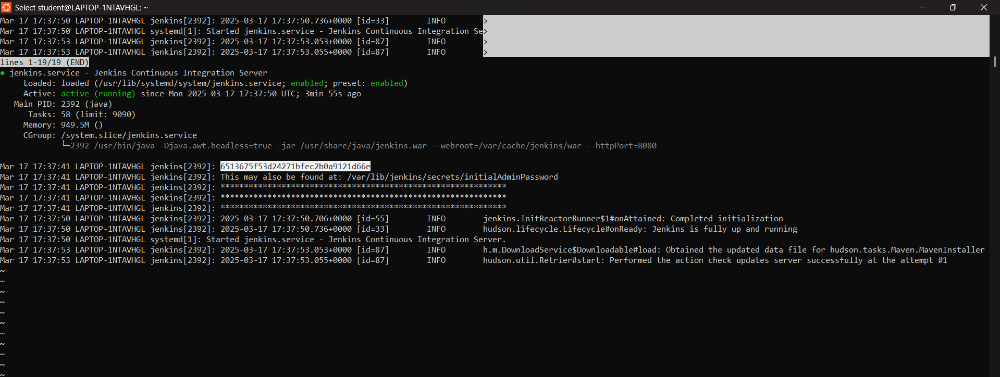 Select student@LAPTOP-1NTAVHGL: ~
Mar 17 17:37:50 LAPTOP-1NTAVHGL jenkins[2392]: 2025-03-17 17:37:50.736+0000 [id=33]        INFO        >
Mar 17 17:37:50 LAPTOP-1NTAVHGL systemd[1]: Started jenkins.service - Jenkins Continuous Integration Se>
Mar 17 17:37:53 LAPTOP-1NTAVHGL jenkins[2392]: 2025-03-17 17:37:53.053+0000 [id=87]        INFO        >
Mar 17 17:37:53 LAPTOP-1NTAVHGL jenkins[2392]: 2025-03-17 17:37:53.055+0000 [id=87]        INFO        >
lines 1-19/19 (END)
● jenkins.service - Jenkins Continuous Integration Server
     Loaded: loaded (/usr/lib/systemd/system/jenkins.service; enabled; preset: enabled)
     Active: active (running) since Mon 2025-03-17 17:37:50 UTC; 3min 55s ago
   Main PID: 2392 (java)
      Tasks: 58 (limit: 9090)
     Memory: 949.5M ()
     CGroup: /system.slice/jenkins.service
             └─2392 /usr/bin/java -Djava.awt.headless=true -jar /usr/share/java/jenkins.war --webroot=/var/cache/jenkins/war --httpPort=8080
Mar 17 17:37:41 LAPTOP-1NTAVHGL jenkins[2392]: 6513675f53d24271bfec2b0a9121d66e
Mar 17 17:37:41 LAPTOP-1NTAVHGL jenkins[2392]: This may also be found at: /var/lib/jenkins/secrets/initialAdminPassword
Mar 17 17:37:41 LAPTOP-1NTAVHGL jenkins[2392]: *************************************************************
Mar 17 17:37:41 LAPTOP-1NTAVHGL jenkins[2392]: *************************************************************
Mar 17 17:37:41 LAPTOP-1NTAVHGL jenkins[2392]: *************************************************************
Mar 17 17:37:50 LAPTOP-1NTAVHGL jenkins[2392]: 2025-03-17 17:37:50.706+0000 [id=55]        INFO        jenkins.InitReactorRunner$1#onAttained: Completed initialization
Mar 17 17:37:50 LAPTOP-1NTAVHGL jenkins[2392]: 2025-03-17 17:37:50.736+0000 [id=33]        INFO        hudson.lifecycle.Lifecycle#onReady: Jenkins is fully up and running
Mar 17 17:37:50 LAPTOP-1NTAVHGL systemd[1]: Started jenkins.service - Jenkins Continuous Integration Server.
Mar 17 17:37:53 LAPTOP-1NTAVHGL jenkins[2392]: 2025-03-17 17:37:53.053+0000 [id=87]        INFO        h.m.DownloadService$Downloadable#load: Obtained the updated data file for hudson.tasks.Maven.MavenInstaller
Mar 17 17:37:53 LAPTOP-1NTAVHGL jenkins[2392]: 2025-03-17 17:37:53.055+0000 [id=87]        INFO        hudson.util.Retrier#start: Performed the action check updates server successfully at the attempt #1
~
~
~
~
~
~
~
~
~
~
~